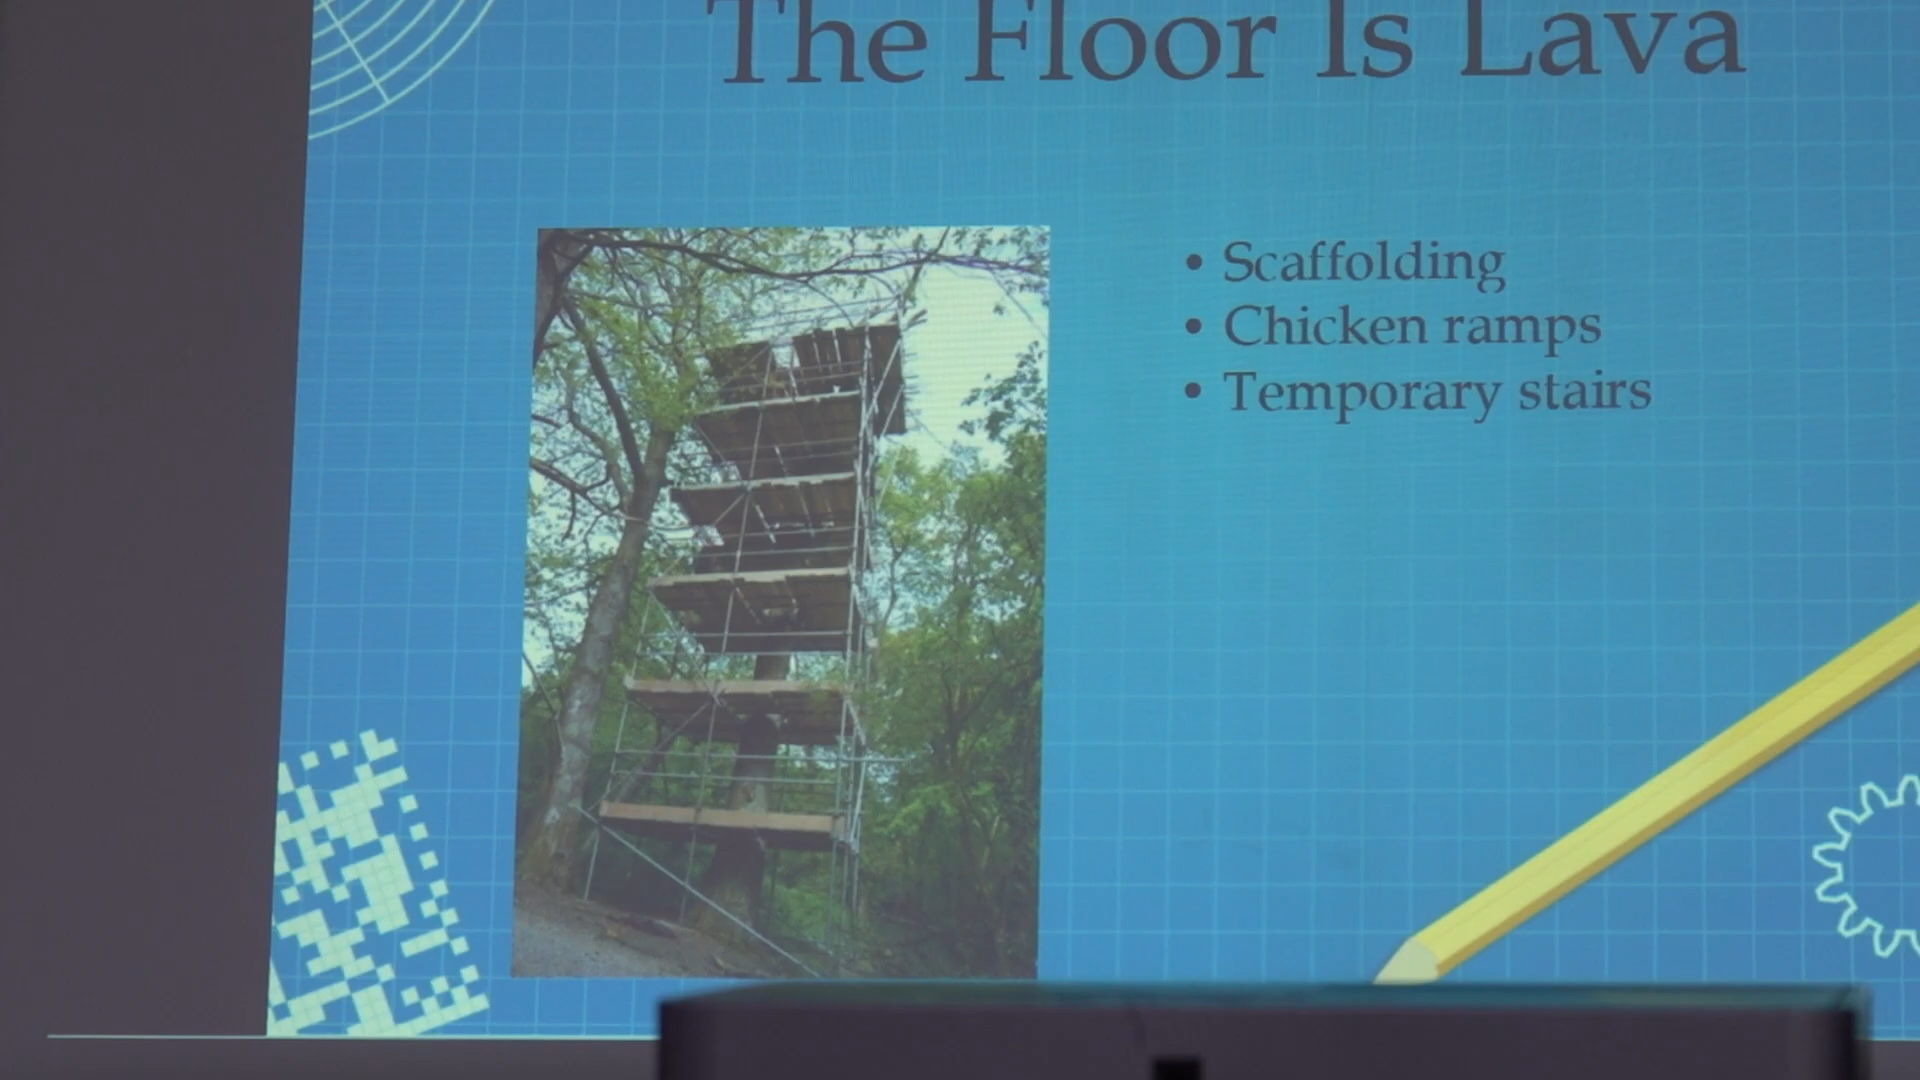 The Floor Is Lava
• Scaffolding
• Chicken ramps
• Temporary stairs